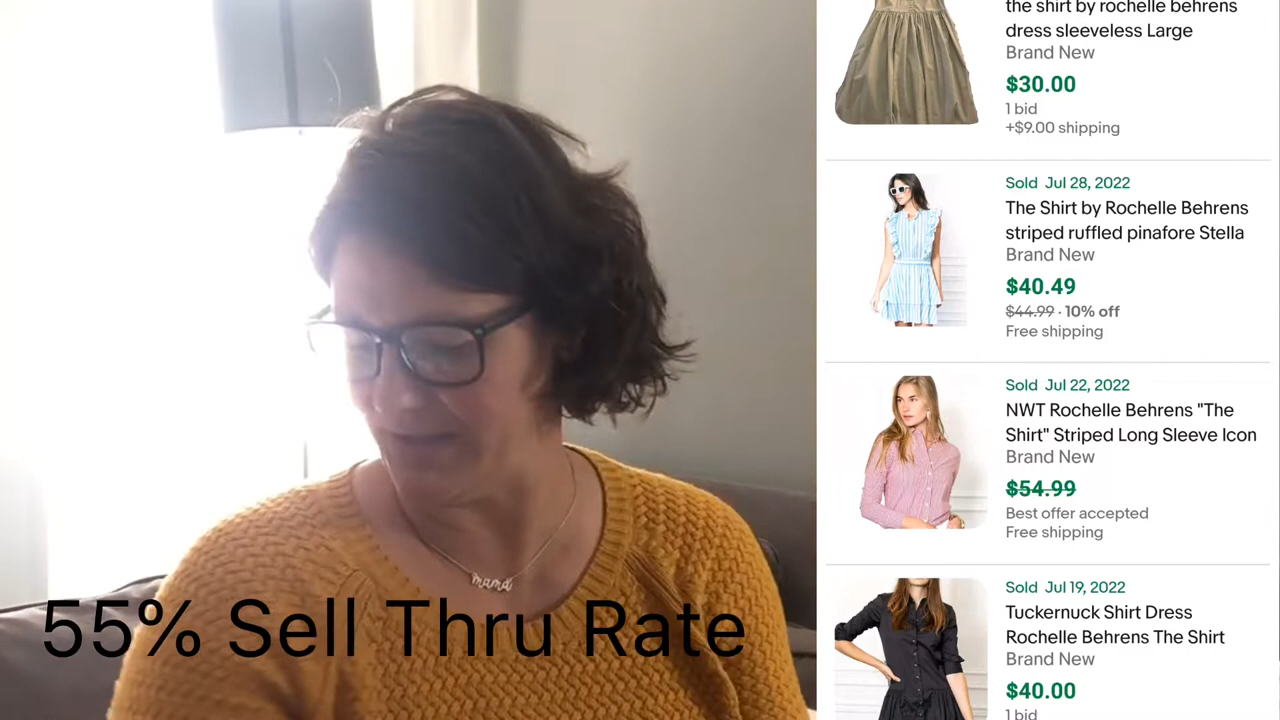 the shirt by rochelle behrens
dress sleeveless Large
Brand New
$30.00
1 bid
+$9.00 shipping
Sold Jul 28, 2022
The Shirt by Rochelle Behrens
striped ruffled pinafore Stella
Brand New
$40.49
$44.99 · 10% off
Free shipping
Sold Jul 22, 2022
NWT Rochelle Behrens "The
Shirt" Striped Long Sleeve Icon
Brand New
$54.99
Best offer accepted
Free shipping
Sold Jul 19, 2022
Tuckernuck Shirt Dress
Rochelle Behrens The Shirt
Brand New
$40.00
1 bid
mama
55% Sell Thru Rate